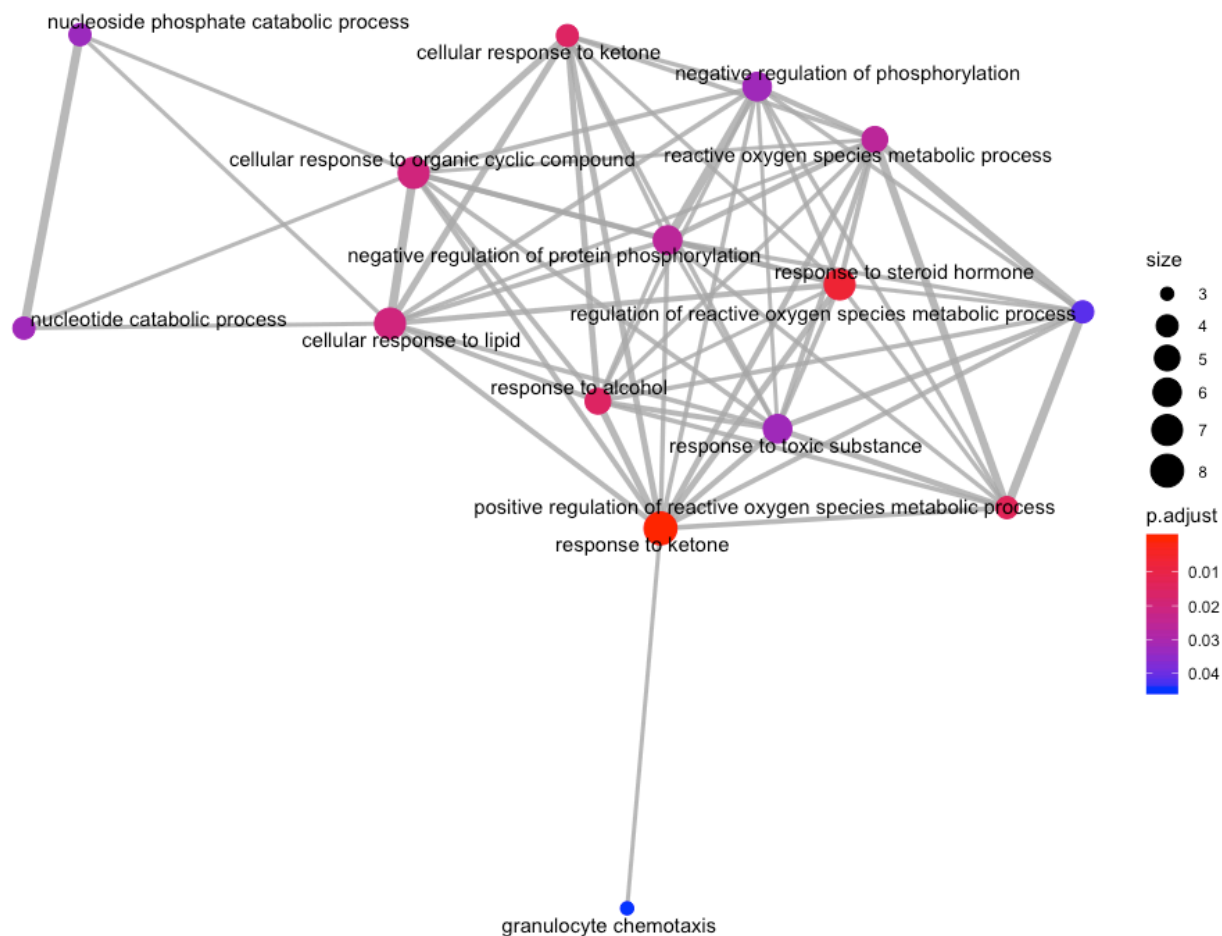 nucleoside phosphate catabolic process
cellular response to ketone
negative regulation of phosphorylation
cellular response to organic cyclic compound
reactive oxygen species metabolic process
negative regulation of protein phosphorylation
response to steroid hormone
regulation of reactive oxygen species metabolic process
nucleotide catabolic process
cellular response to lipid
response to alcohol
response to toxic substance
positive regulation of reactive oxygen species metabolic process
response to ketone
granulocyte chemotaxis
size
3
4
5
6
7
8
p.adjust
0.01
0.02
0.03
0.04